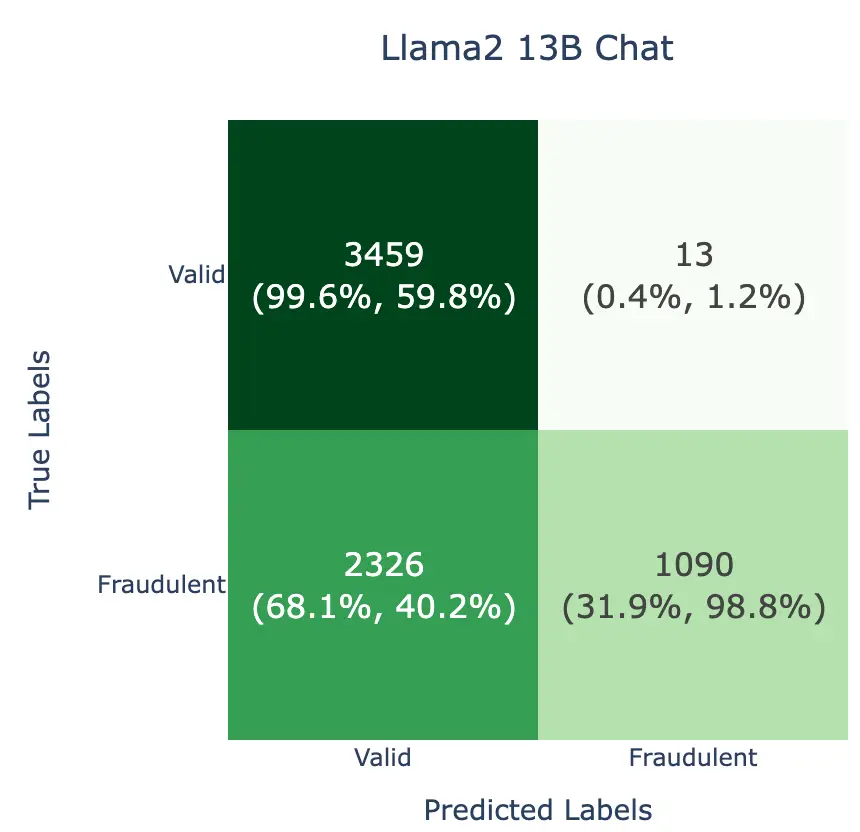 Llama2 13B Chat
True Labels
Valid
3459
(99.6%, 59.8%)
13
(0.4%, 1.2%)
Fraudulent
2326
(68.1%, 40.2%)
1090
(31.9%, 98.8%)
Valid
Fraudulent
Predicted Labels